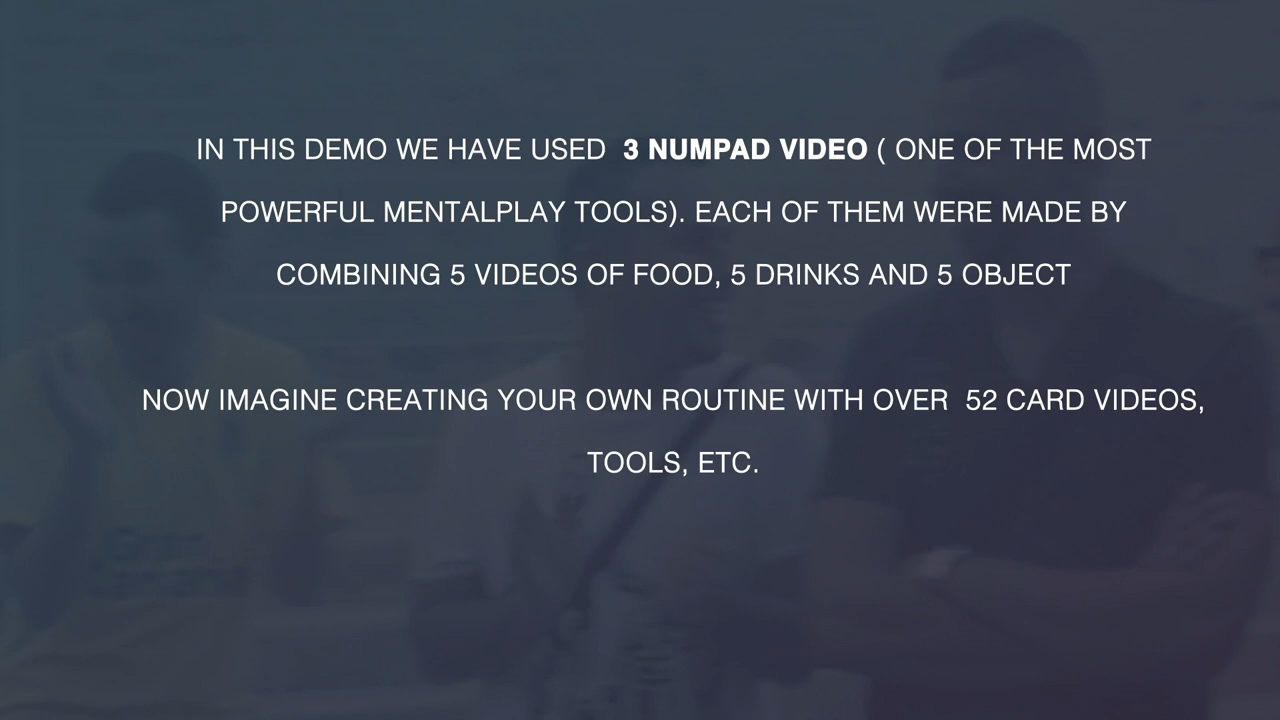 IN THIS DEMO WE HAVE USED  3 NUMPAD VIDEO ( ONE OF THE MOST
POWERFUL MENTALPLAY TOOLS). EACH OF THEM WERE MADE BY
COMBINING 5 VIDEOS OF FOOD, 5 DRINKS AND 5 OBJECT
NOW IMAGINE CREATING YOUR OWN ROUTINE WITH OVER  52 CARD VIDEOS,
TOOLS, ETC.